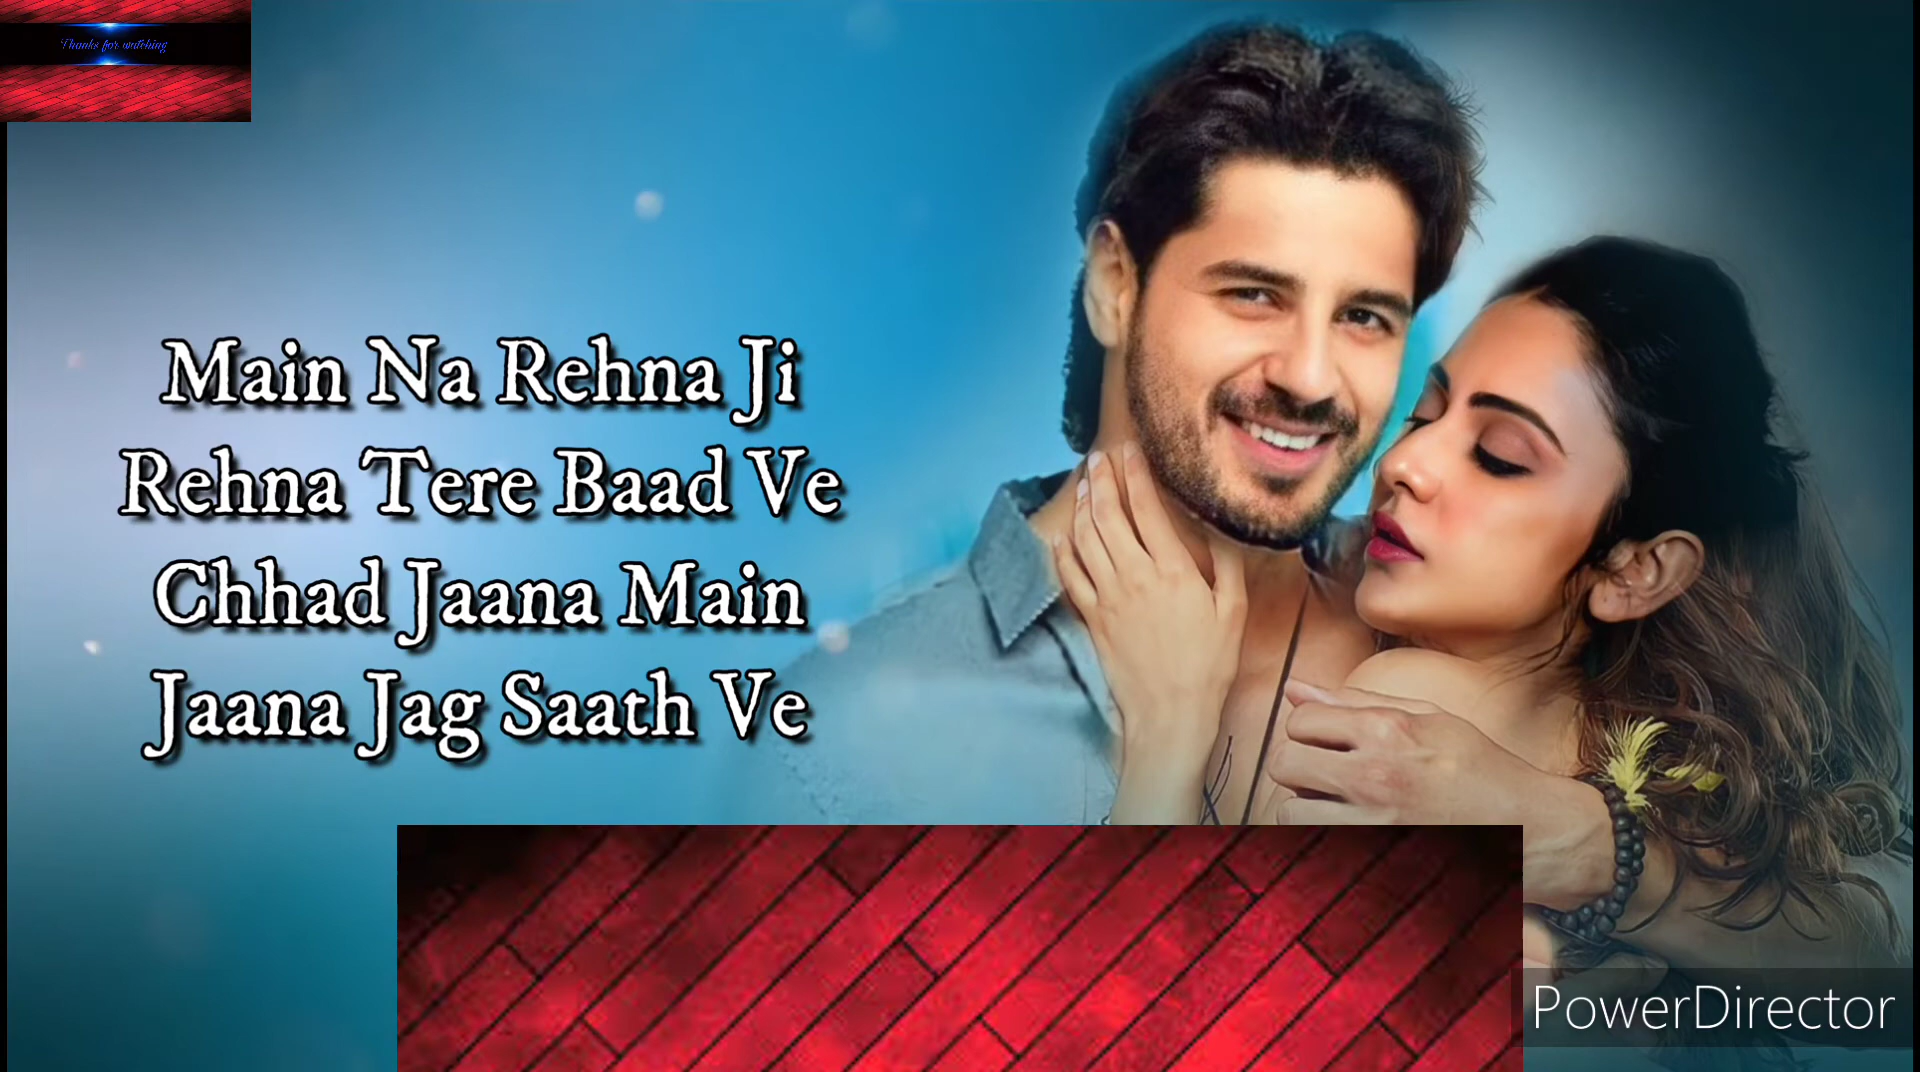 Thanks for watching
Main Na Rehna Ji
Rehna Tere Baad Ve
Chhad Jaana Main
Jaana Jag Saath Ve
PowerDirector